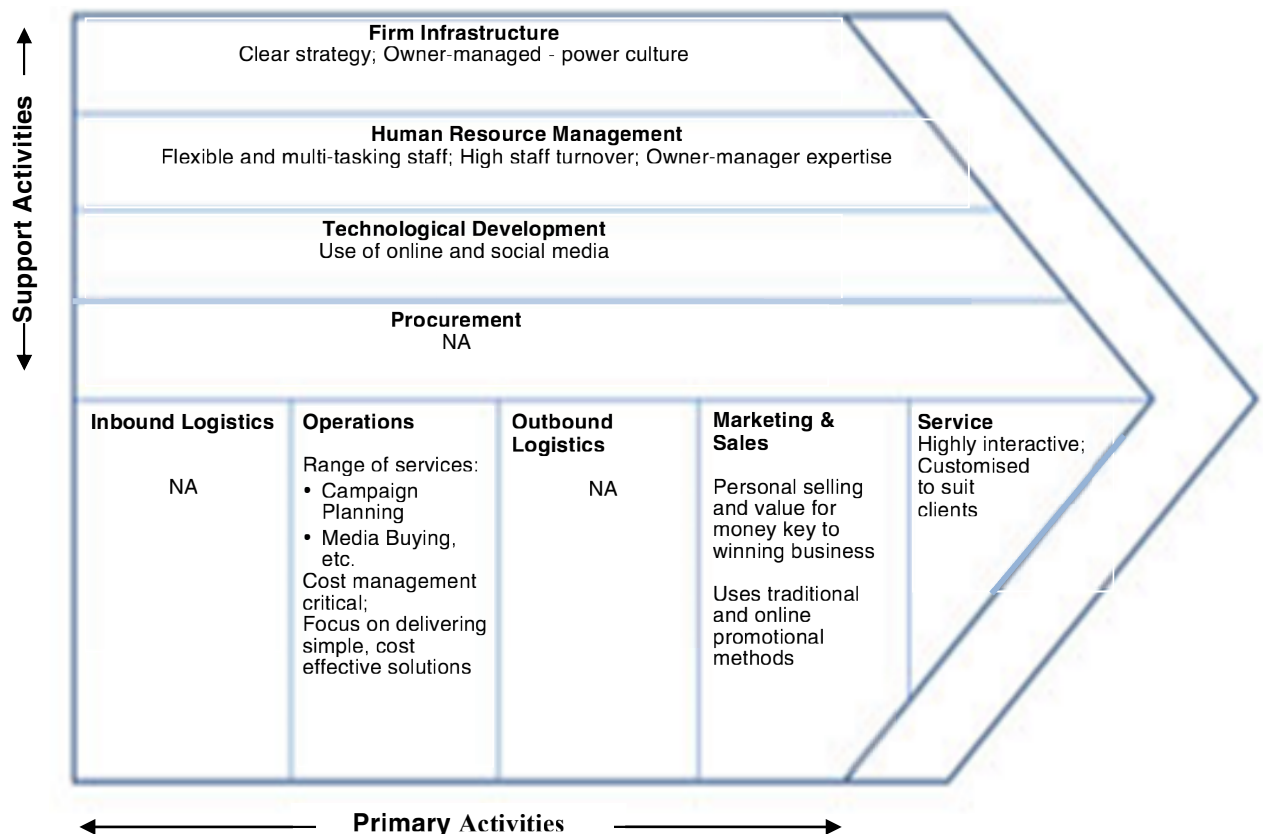 Support Activities
Firm Infrastructure
Clear strategy; Owner-managed - power culture
Human Resource Management
Flexible and multi-tasking staff; High staff turnover; Owner-manager expertise
Technological Development
Use of online and social media
Procurement
NA
Inbound Logistics
NA
Operations
Range of services:
• Campaign
Planning
• Media Buying,
etc.
Cost management
critical;
Focus on delivering
simple, cost
effective solutions
Outbound
Logistics
NA
Marketing &
Sales
Personal selling
and value for
money key to
winning business
Uses traditional
and online
promotional
methods
Service
Highly interactive;
Customised
to suit
clients
Primary Activities